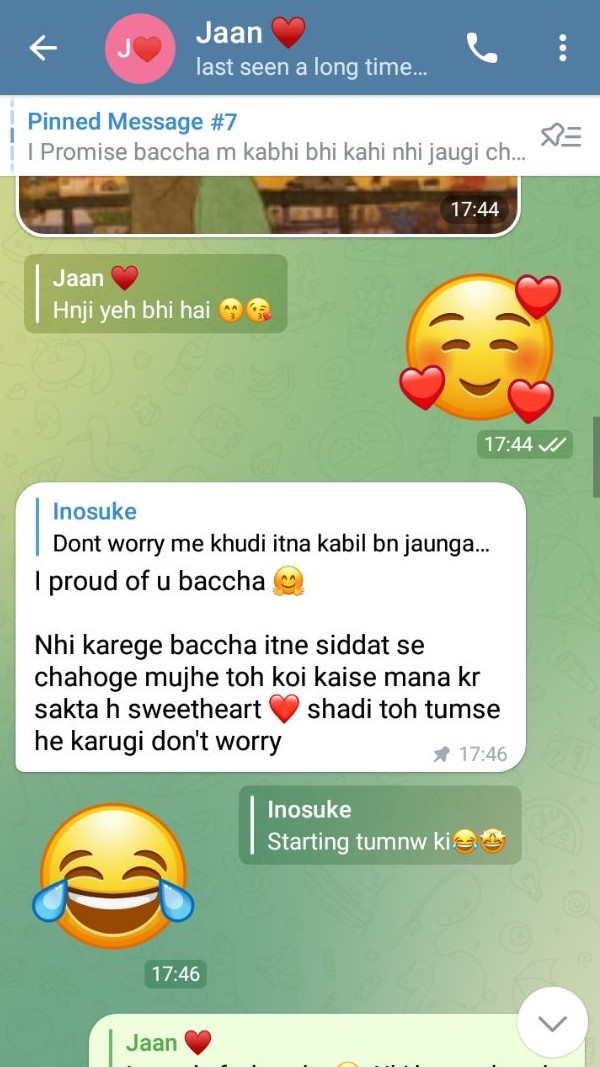 Jaan ❤️
last seen a long time...
Pinned Message #7
I Promise baccha m kabhi bhi kahi nhi jaugi ch...
17:44
Jaan ❤️
Hnji yeh bhi hai 😙😘
17:44
Inosuke
Dont worry me khudi itna kabil bn jaunga...
I proud of u baccha 🤗
Nhi karege baccha itne siddat se
chahoge mujhe toh koi kaise mana kr
sakta h sweetheart ❤️ shadi toh tumse
he karugi don't worry
17:46
Inosuke
Starting tumnw ki😂🤩
17:46
Jaan ❤️